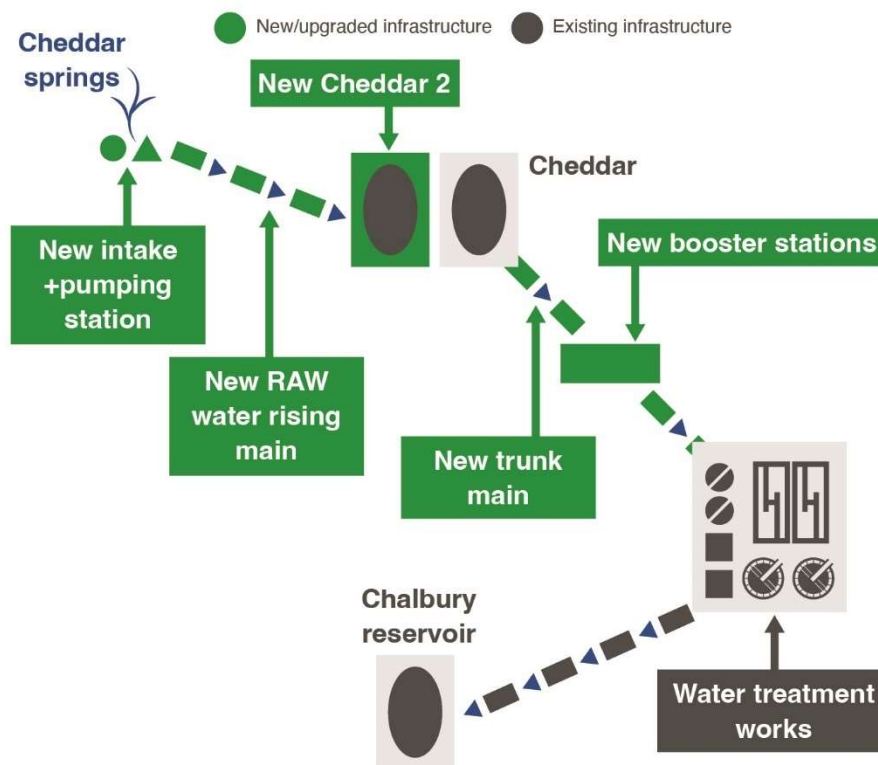 New/upgraded infrastructure
Existing infrastructure
Cheddar
springs
New Cheddar 2
Cheddar
New intake
+pumping
station
New booster stations
New RAW
water rising
main
New trunk
main
Chalbury
reservoir
Water treatment
works